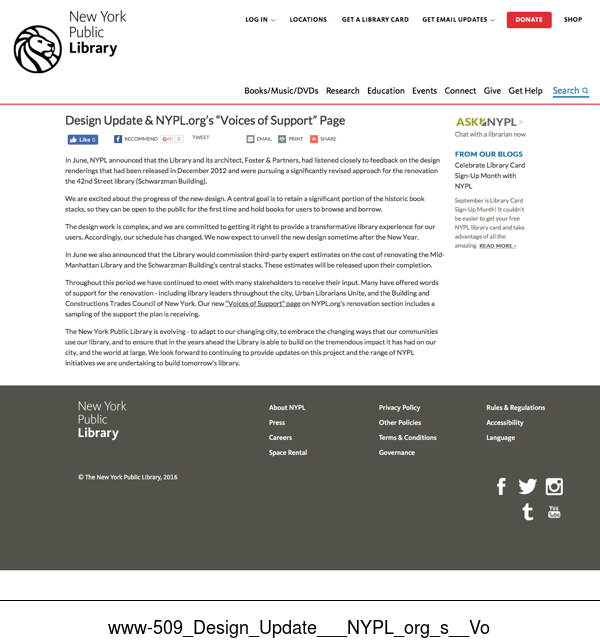 New York
Public
Library
LOG IN
LOCATIONS
GET A LIBRARY CARD
GET EMAIL UPDATES
DONATE
SHOP
Books/Music/DVDs Research Education Events Connect Give Get Help Search
Design Update & NYPL.org's “Voices of Support” Page
Like 0
RECOMMEND
G+1 0
TWEET
EMAIL
PRINT
SHARE
In June, NYPL announced that the Library and its architect, Foster & Partners, had listened closely to feedback on the design
renderings that had been released in December 2012 and were pursuing a significantly revised approach for the renovation
the 42nd Street library (Schwarzman Building).
We are excited about the progress of the new design. A central goal is to retain a significant portion of the historic book
stacks, so they can be open to the public for the first time and hold books for users to browse and borrow.
The design work is complex, and we are committed to getting it right to provide a transformative library experience for our
users. Accordingly, our schedule has changed. We now expect to unveil the new design sometime after the New Year.
In June we also announced that the Library would commission third-party expert estimates on the cost of renovating the Mid-
Manhattan Library and the Schwarzman Building's central stacks. These estimates will be released upon their completion.
Throughout this period we have continued to meet with many stakeholders to receive their input. Many have offered words
of support for the renovation - including library leaders throughout the city, Urban Librarians Unite, and the Building and
Constructions Trades Council of New York. Our new “Voices of Support” page on NYPL.org's renovation section includes a
sampling of the support the plan is receiving.
The New York Public Library is evolving - to adapt to our changing city, to embrace the changing ways that our communities
use our library, and to ensure that in the years ahead the Library is able to build on the tremendous impact it has had on our
city, and the world at large. We look forward to continuing to provide updates on this project and the range of NYPL
initiatives we are undertaking to build tomorrow's library.
ASK NYPL >
Chat with a librarian now
FROM OUR BLOGS
Celebrate Library Card
Sign-Up Month with
NYPL
September is Library Card
Sign-Up Month! It couldn't
be easier to get your free
NYPL library card and take
advantage of all the
amazing READ MORE ›
New York
Public
Library
About NYPL
Press
Careers
Space Rental
Privacy Policy
Other Policies
Terms & Conditions
Governance
Rules & Regulations
Accessibility
Language
© The New York Public Library, 2016
You
Tube
www-509_Design_Update___NYPL_org_s__Vo